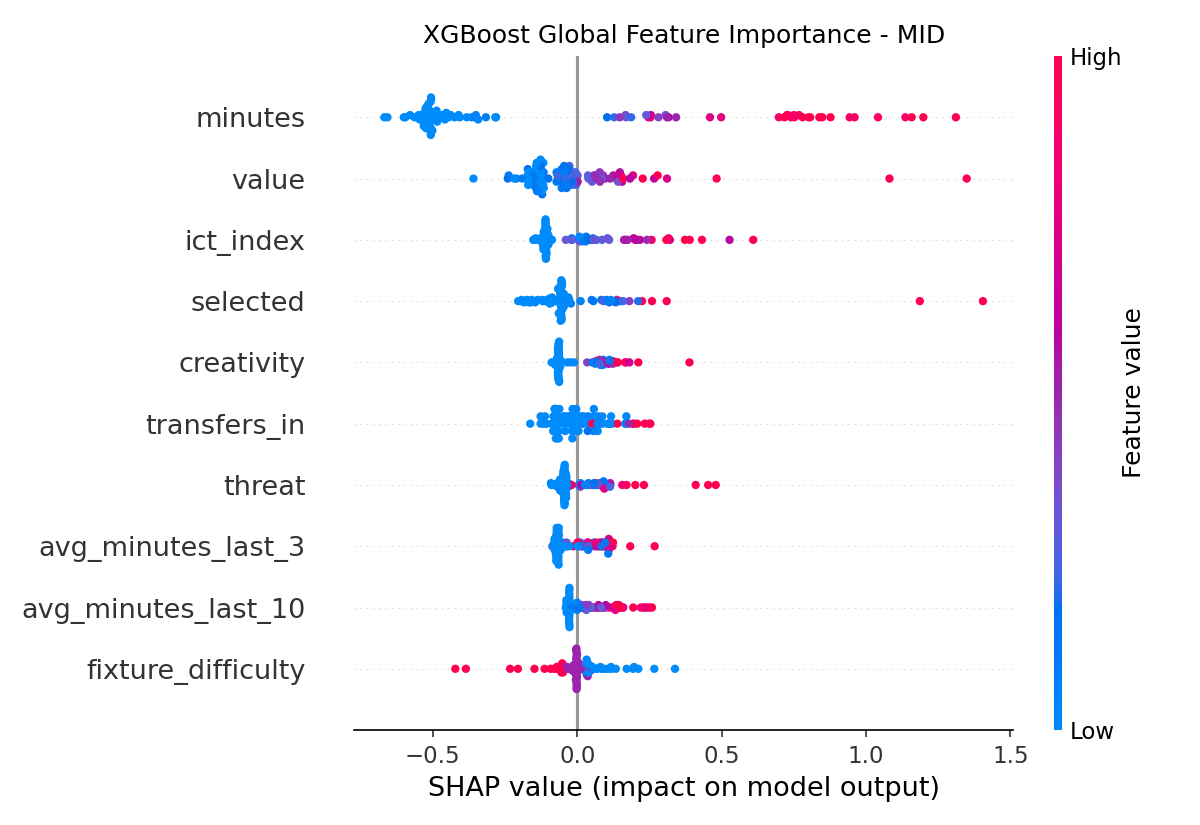 XGBoost Global Feature Importance - MID
High
minutes
value
ict_index
selected
creativity
transfers_in
threat
avg_minutes_last_3
avg_minutes_last_10
fixture_difficulty
Feature value
Low
−0.5 0.0 0.5 1.0 1.5
SHAP value (impact on model output)